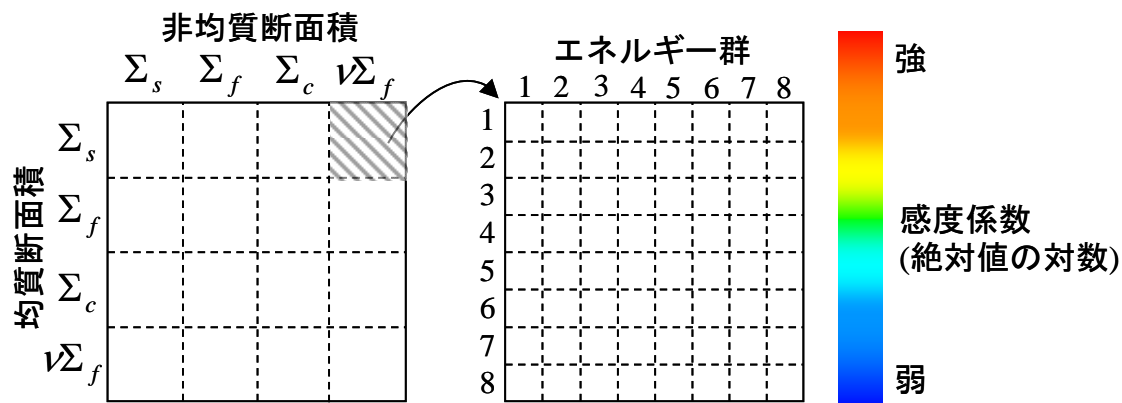 非均質断面積
Σs Σf Σc νΣf
均質断面積
Σs
Σf
Σc
νΣf
エネルギー群
1 2 3 4 5 6 7 8
1
2
3
4
5
6
7
8
強
感度係数
(絶対値の対数)
弱